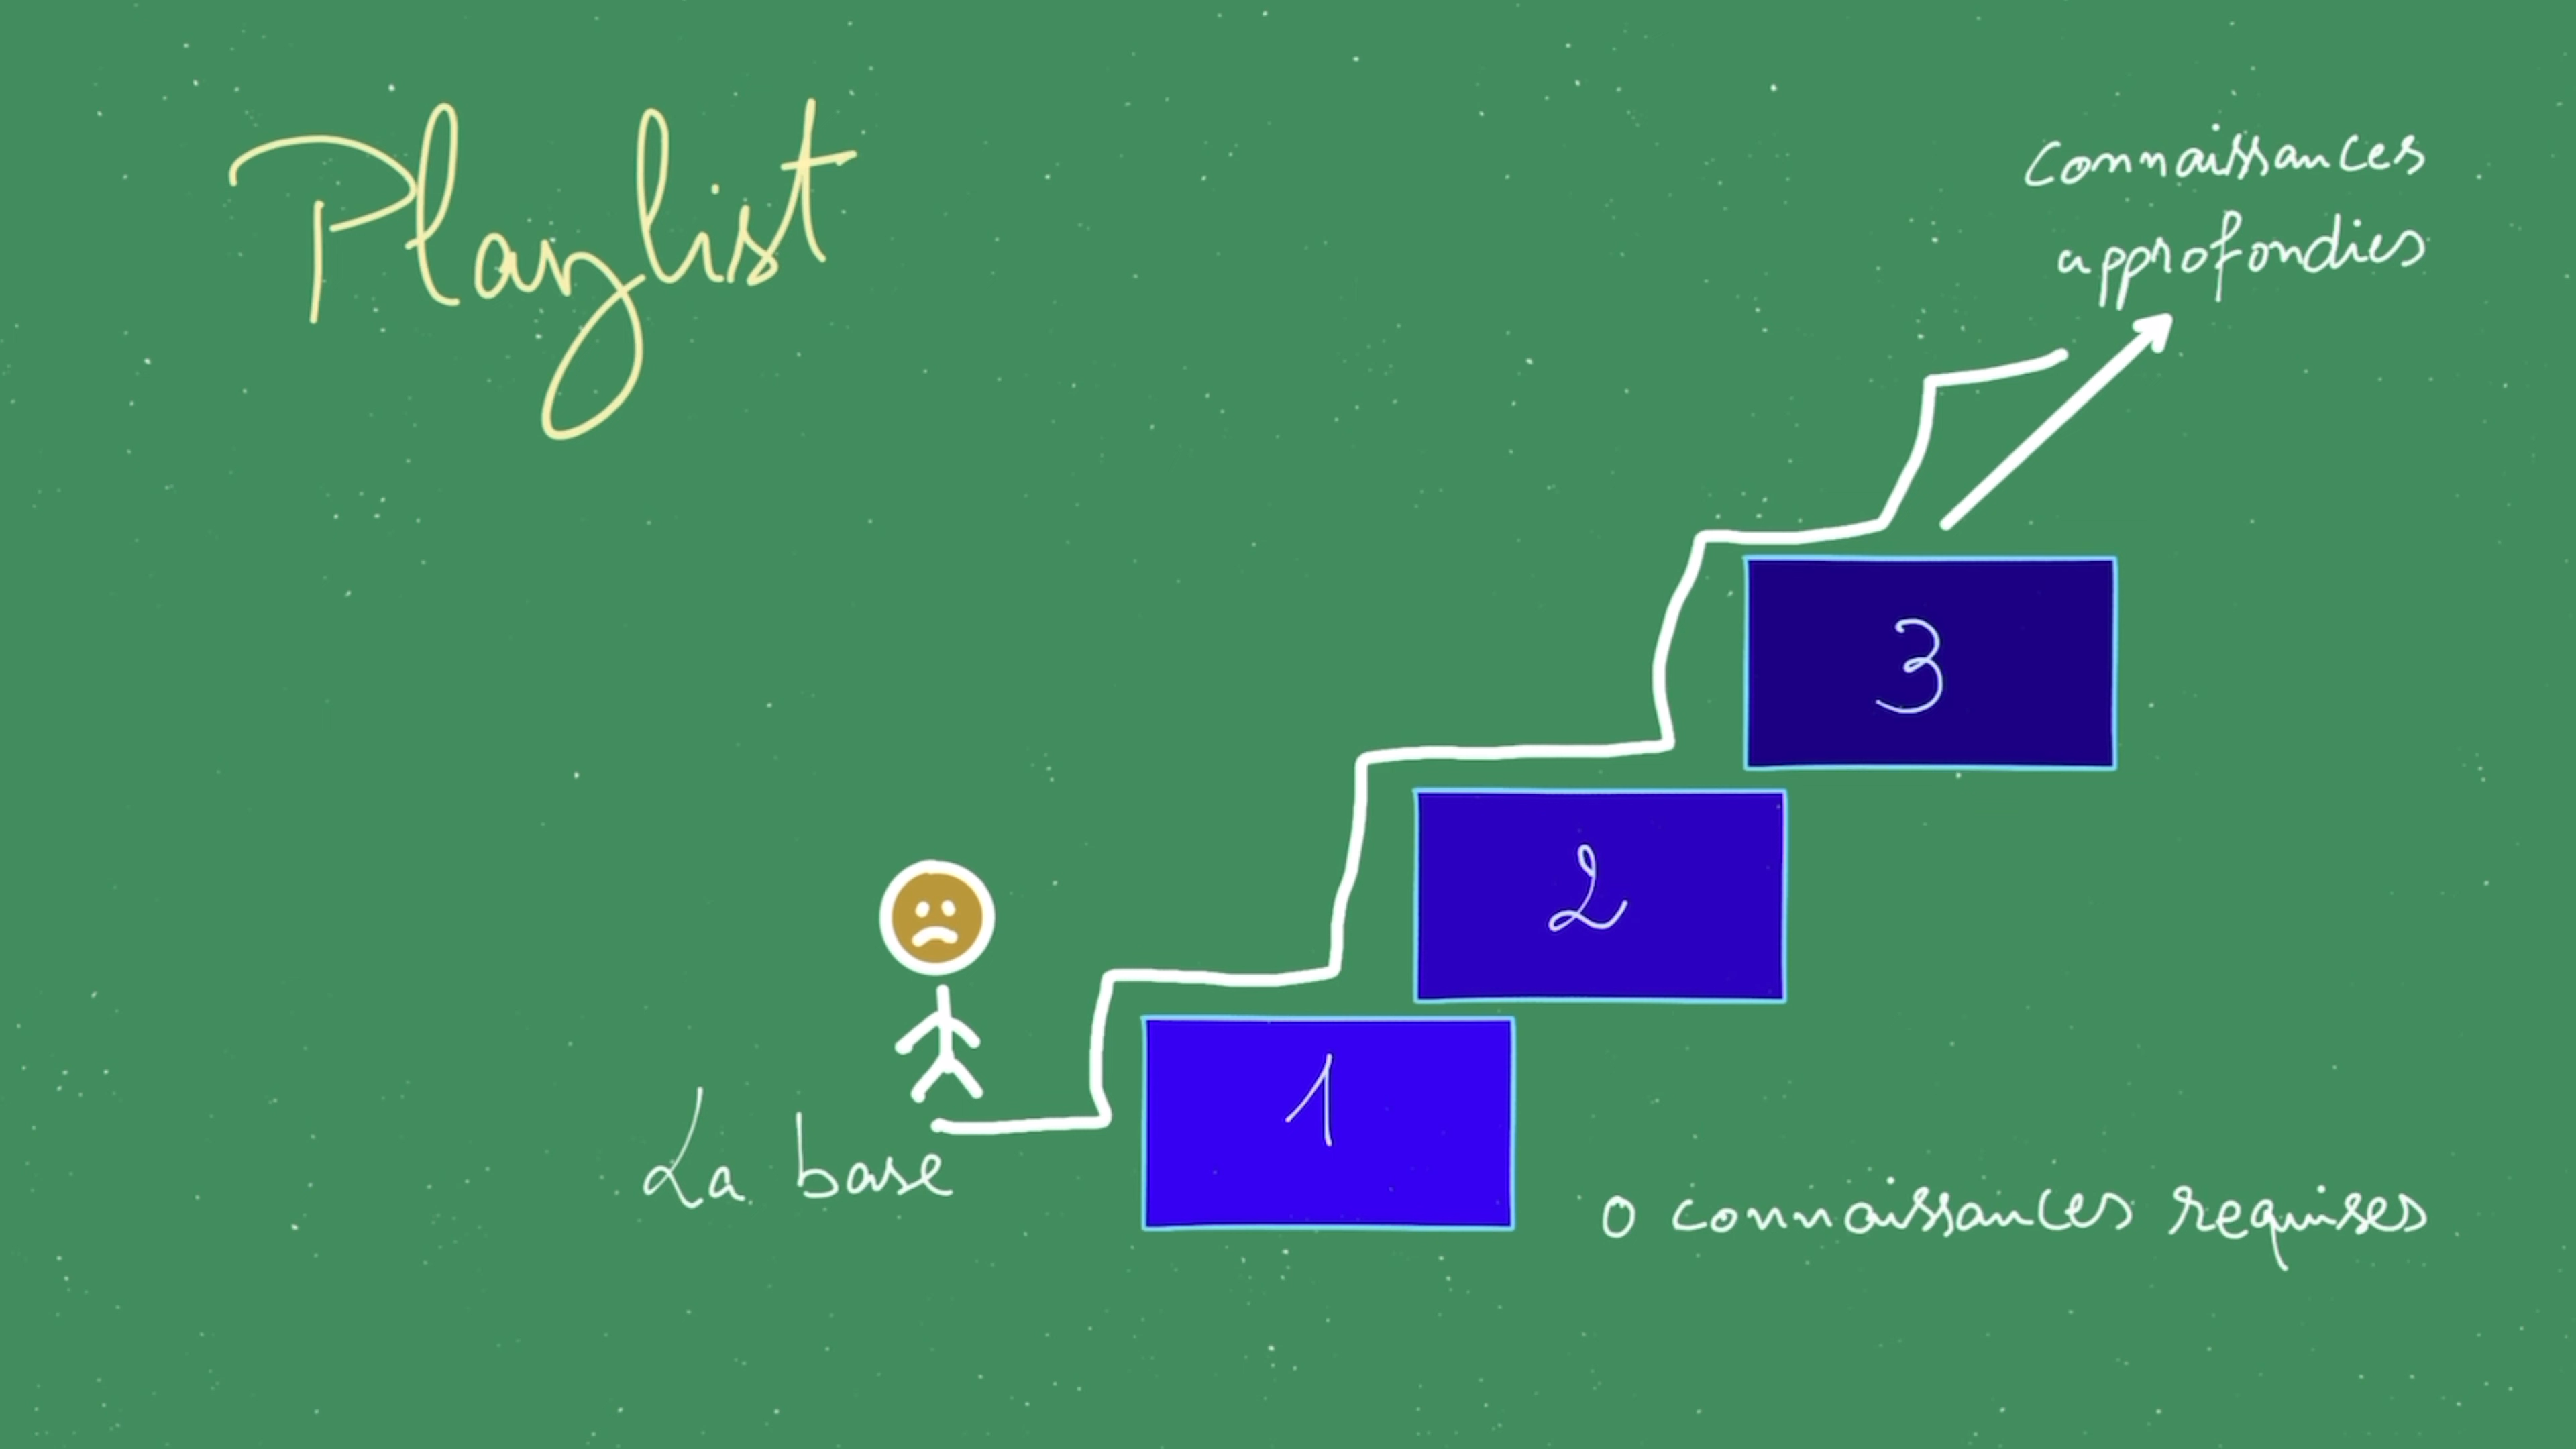 Playlist
connaissances
approfondies
3
2
1
La base
0 connaissances requises